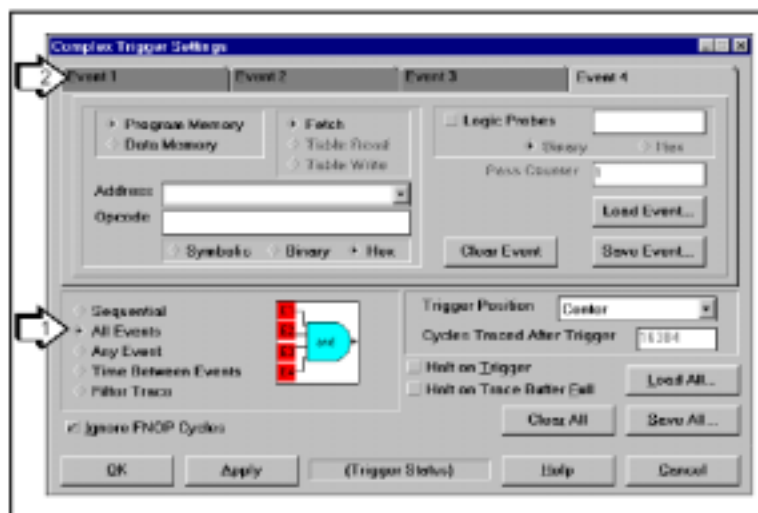 Complex Trigger Settings
2
Event 1
Event 2
Event 3
Event 4
Program Memory
Data Memory
Fetch
Table Read
Table Write
Logic Probes
Binary
Hex
Pass Counter
1
Address
Opcode
Symbolic
Binary
Hex
Load Event...
Clear Event
Save Event...
1
Sequential
All Events
Any Event
Time Between Events
Filter Trace
E1
E2
E3
E4
and
Trigger Position
Center
Cycles Traced After Trigger
16384
Halt on Trigger
Halt on Trace Buffer Full
Load All...
Clear All
Save All...
Ignore FNOP Cycles
OK
Apply
(Trigger Status)
Help
Cancel